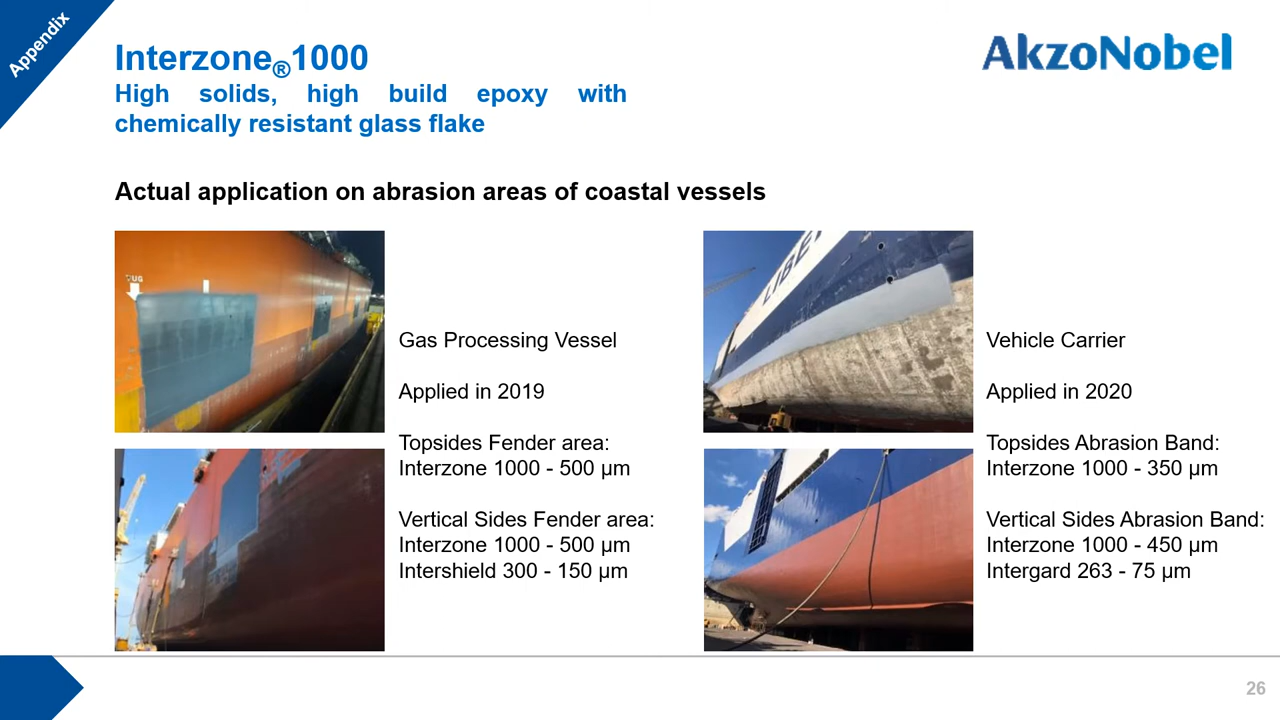 Appendix
Interzone®1000
AkzoNobel
High solids, high build epoxy with
chemically resistant glass flake
Actual application on abrasion areas of coastal vessels
TUG
LIBE
Gas Processing Vessel
Applied in 2019
Topsides Fender area:
Interzone 1000 - 500 µm
Vertical Sides Fender area:
Interzone 1000 - 500 µm
Intershield 300 - 150 µm
Vehicle Carrier
Applied in 2020
Topsides Abrasion Band:
Interzone 1000 - 350 µm
Vertical Sides Abrasion Band:
Interzone 1000 - 450 µm
Intergard 263 - 75 µm
26